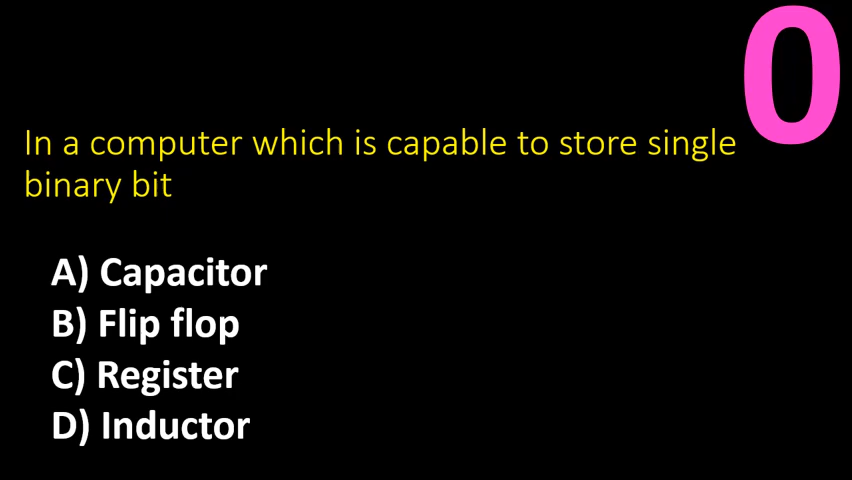 0
In a computer which is capable to store single
binary bit
A) Capacitor
B) Flip flop
C) Register
D) Inductor